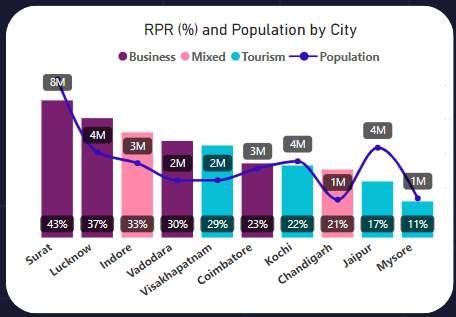 RPR (%) and Population by City
Business Mixed Tourism Population
8M 4M 3M 2M 2M 3M 4M 1M 4M 1M
43% 37% 33% 30% 29% 23% 22% 21% 17% 11%
Surat Lucknow Indore Vadodara Visakhapatnam Coimbatore Kochi Chandigarh Jaipur Mysore